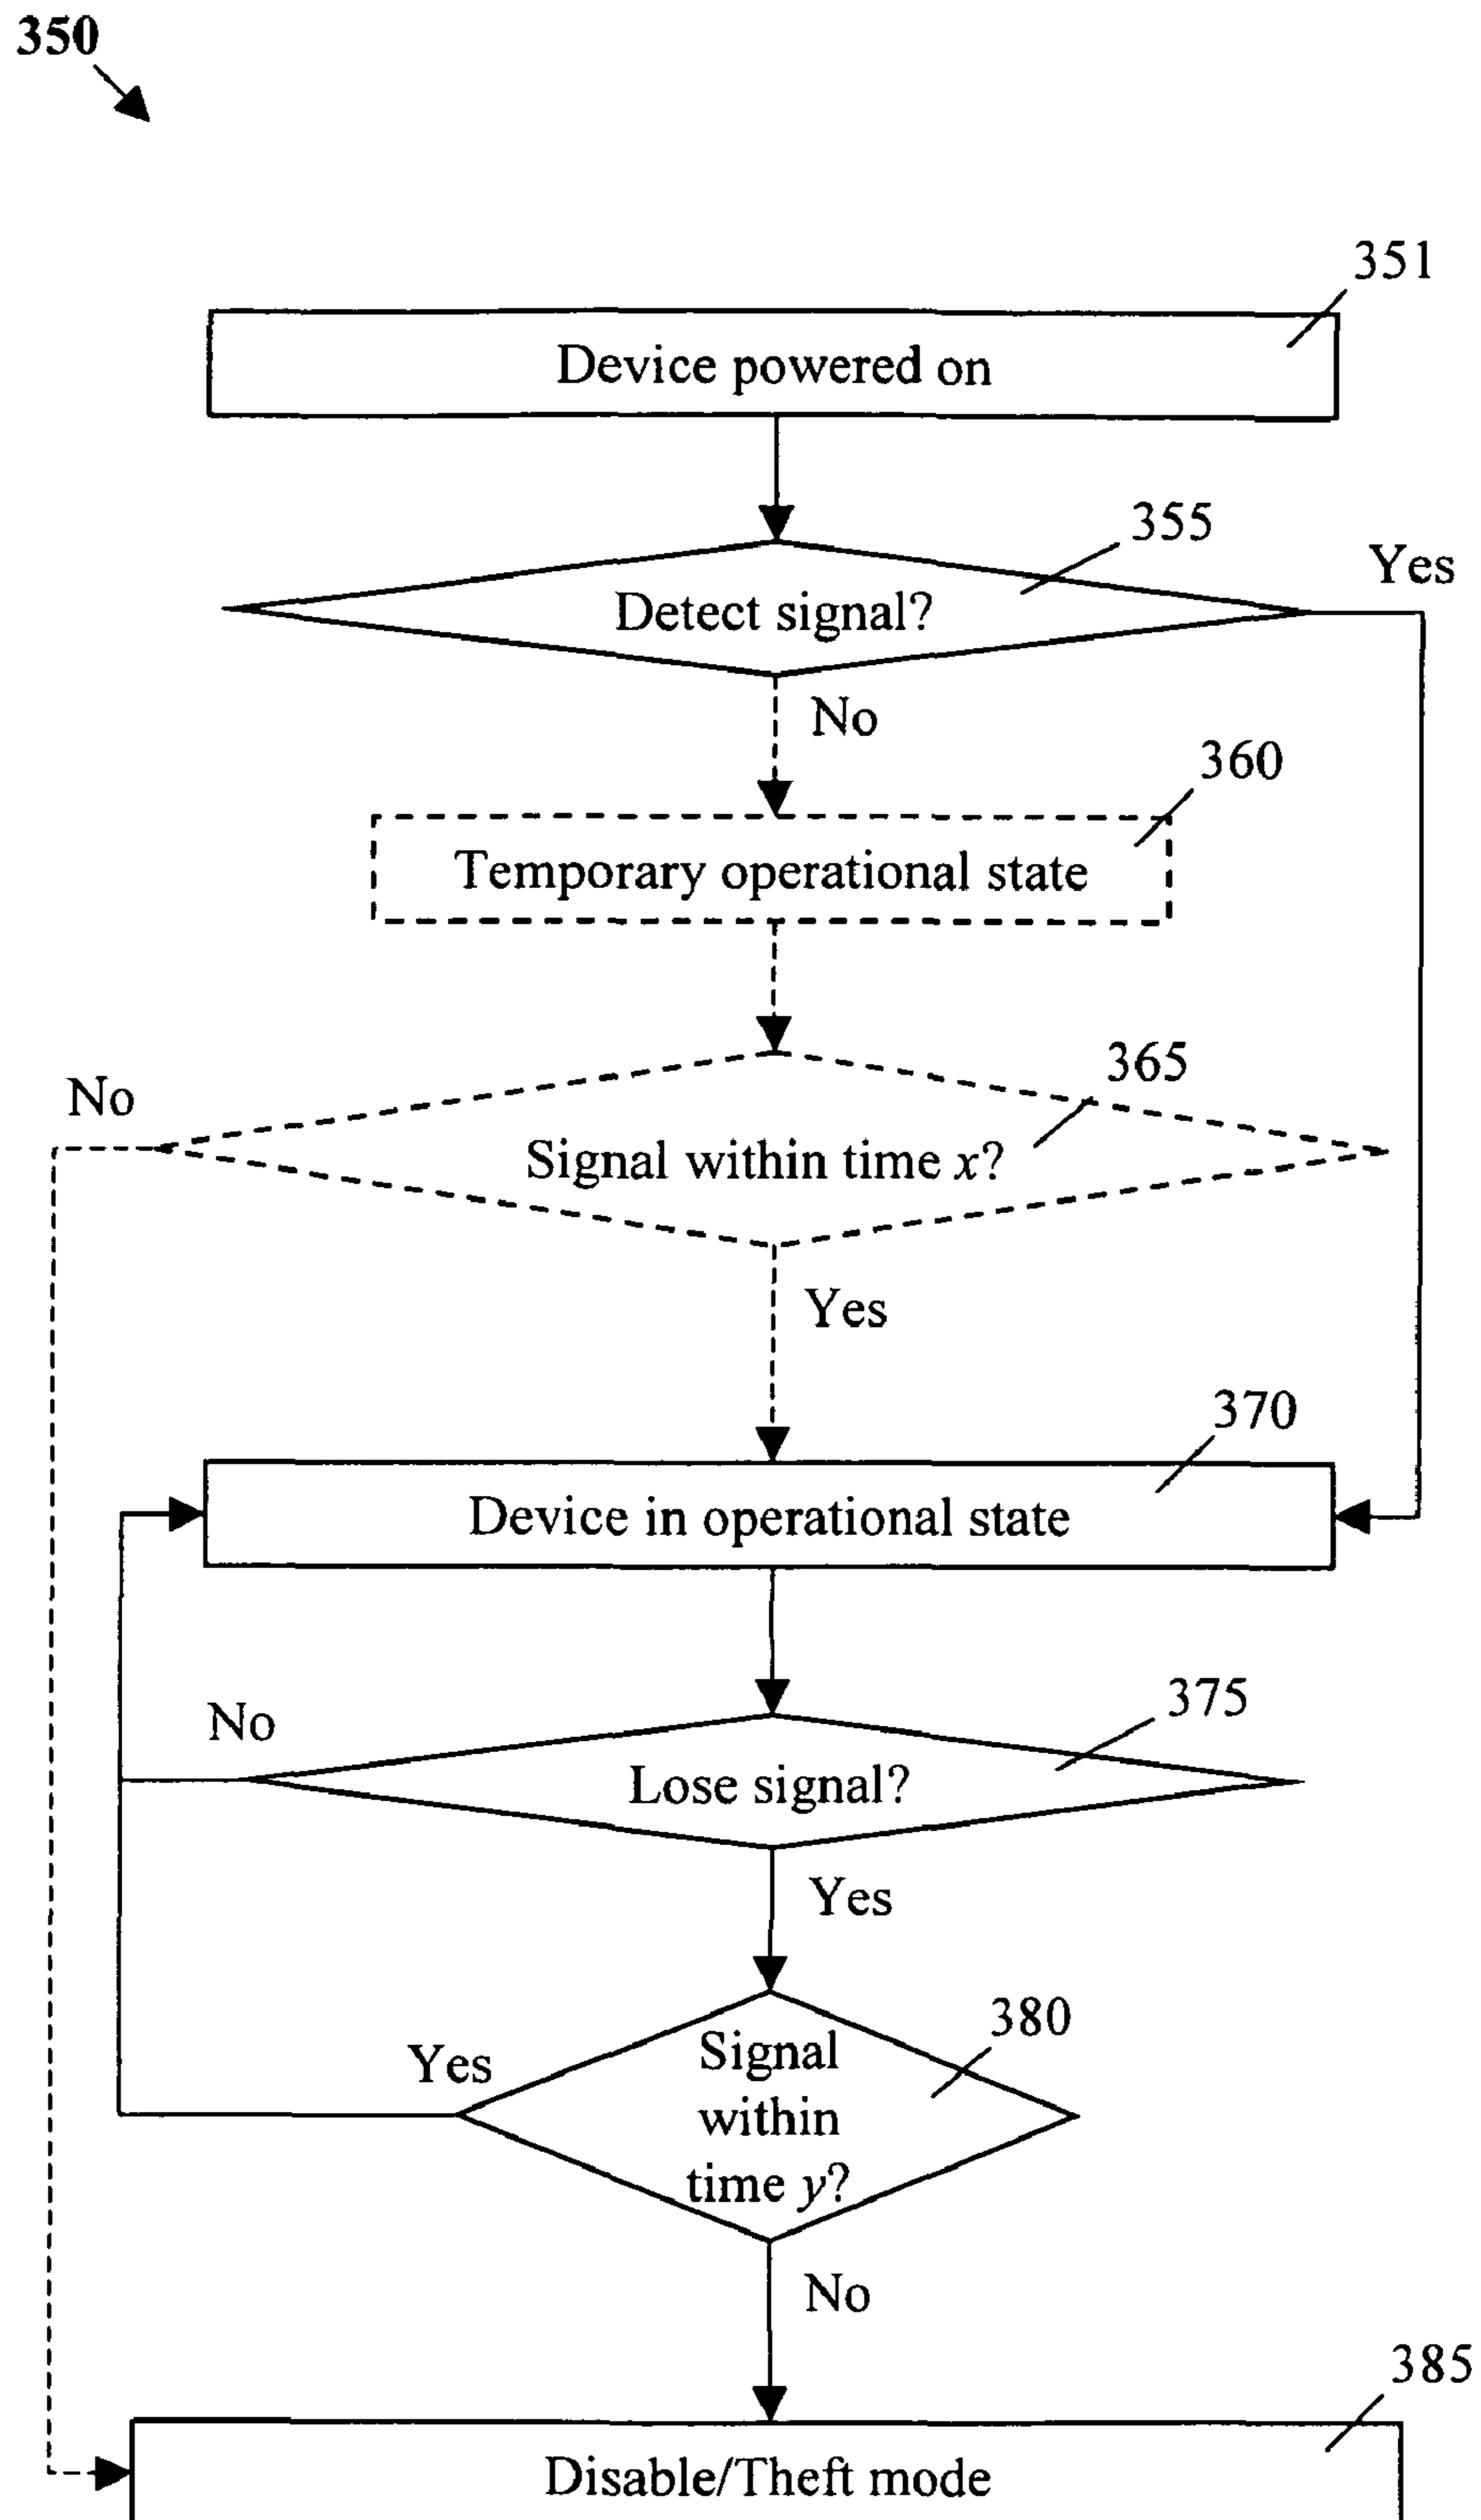 350
351
Device powered on
355
Yes
Detect signal?
No
360
Temporary operational state
365
No
Signal within time x?
Yes
370
Device in operational state
375
No
Lose signal?
Yes
380
Signal
Yes
within
time y?
No
385
Disable/Theft mode